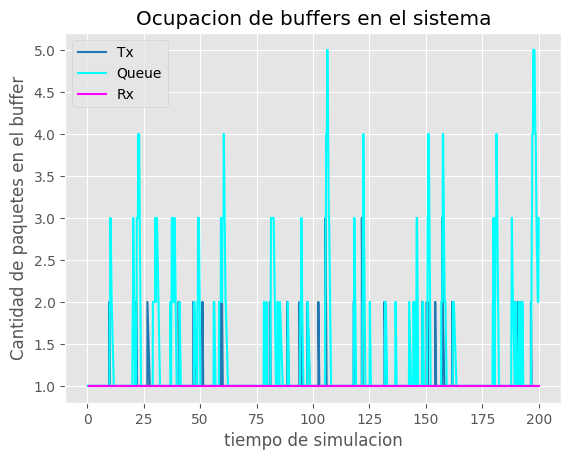 Ocupacion de buffers en el sistema
Tx
Queue
Rx
Cantidad de paquetes en el buffer
5.0
4.5
4.0
3.5
3.0
2.5
2.0
1.5
1.0
0 25 50 75 100 125 150 175 200
tiempo de simulacion